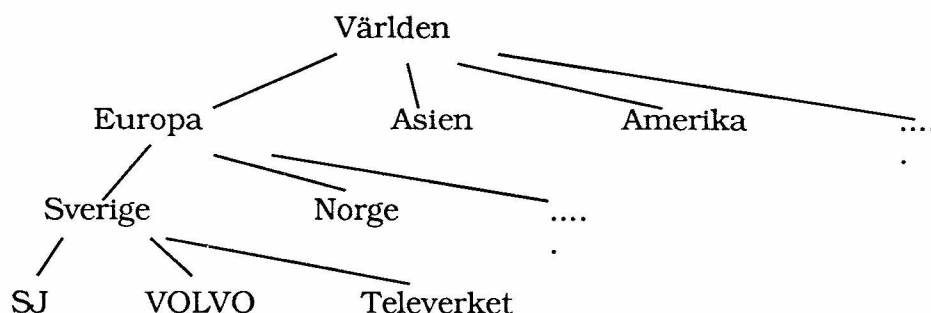 Världen
Europa Asien Amerika ....
.
Sverige Norge ....
.
SJ VOLVO Televerket